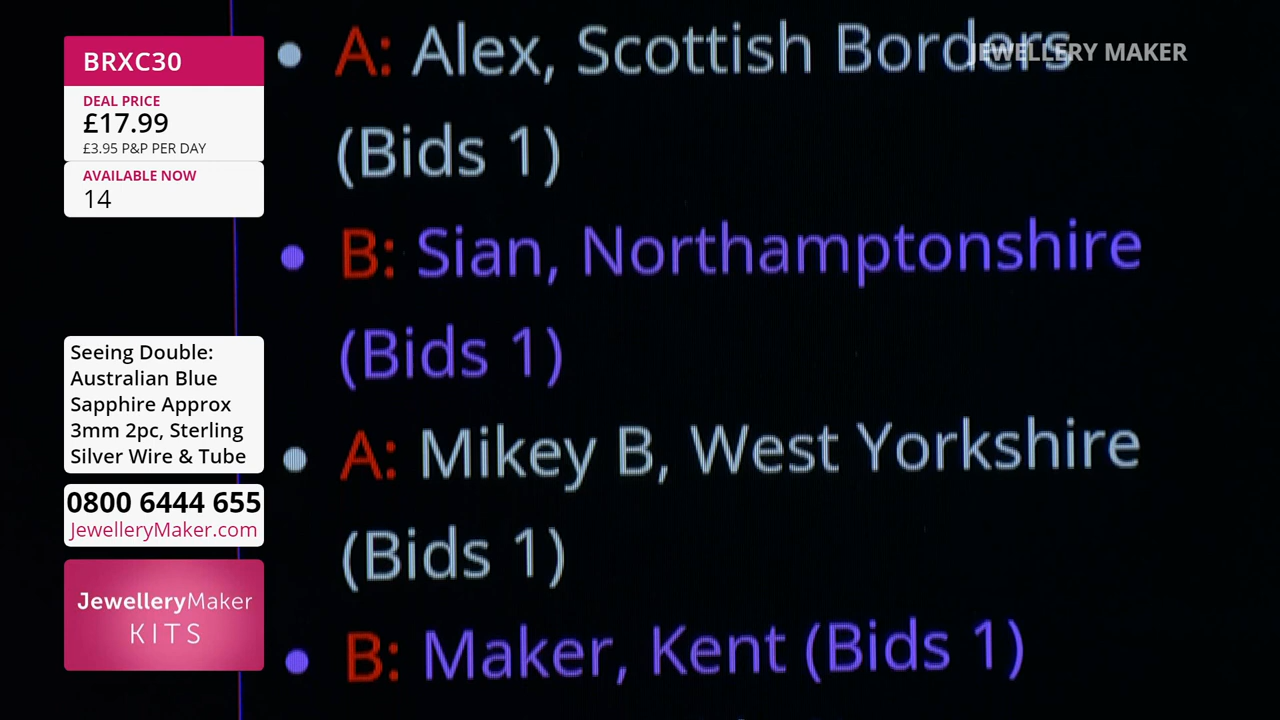 BRXC30
DEAL PRICE
£17.99
£3.95 P&P PER DAY
AVAILABLE NOW
14
Seeing Double:
Australian Blue
Sapphire Approx
3mm 2pc, Sterling
Silver Wire & Tube
0800 6444 655
JewelleryMaker.com
JewelleryMaker
KITS
JEWELLERY MAKER
• A: Alex, Scottish Borders
(Bids 1)
• B: Sian, Northamptonshire
(Bids 1)
• A: Mikey B, West Yorkshire
(Bids 1)
• B: Maker, Kent (Bids 1)